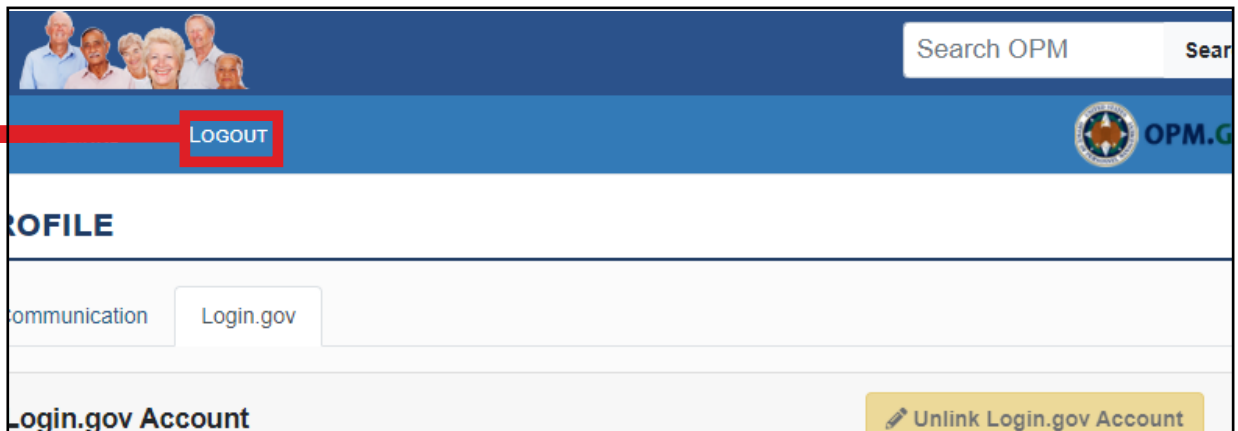 Search OPM Sear
LOGOUT
OPM.G
ROFILE
ommunication Login.gov
Login.gov Account Unlink Login.gov Account